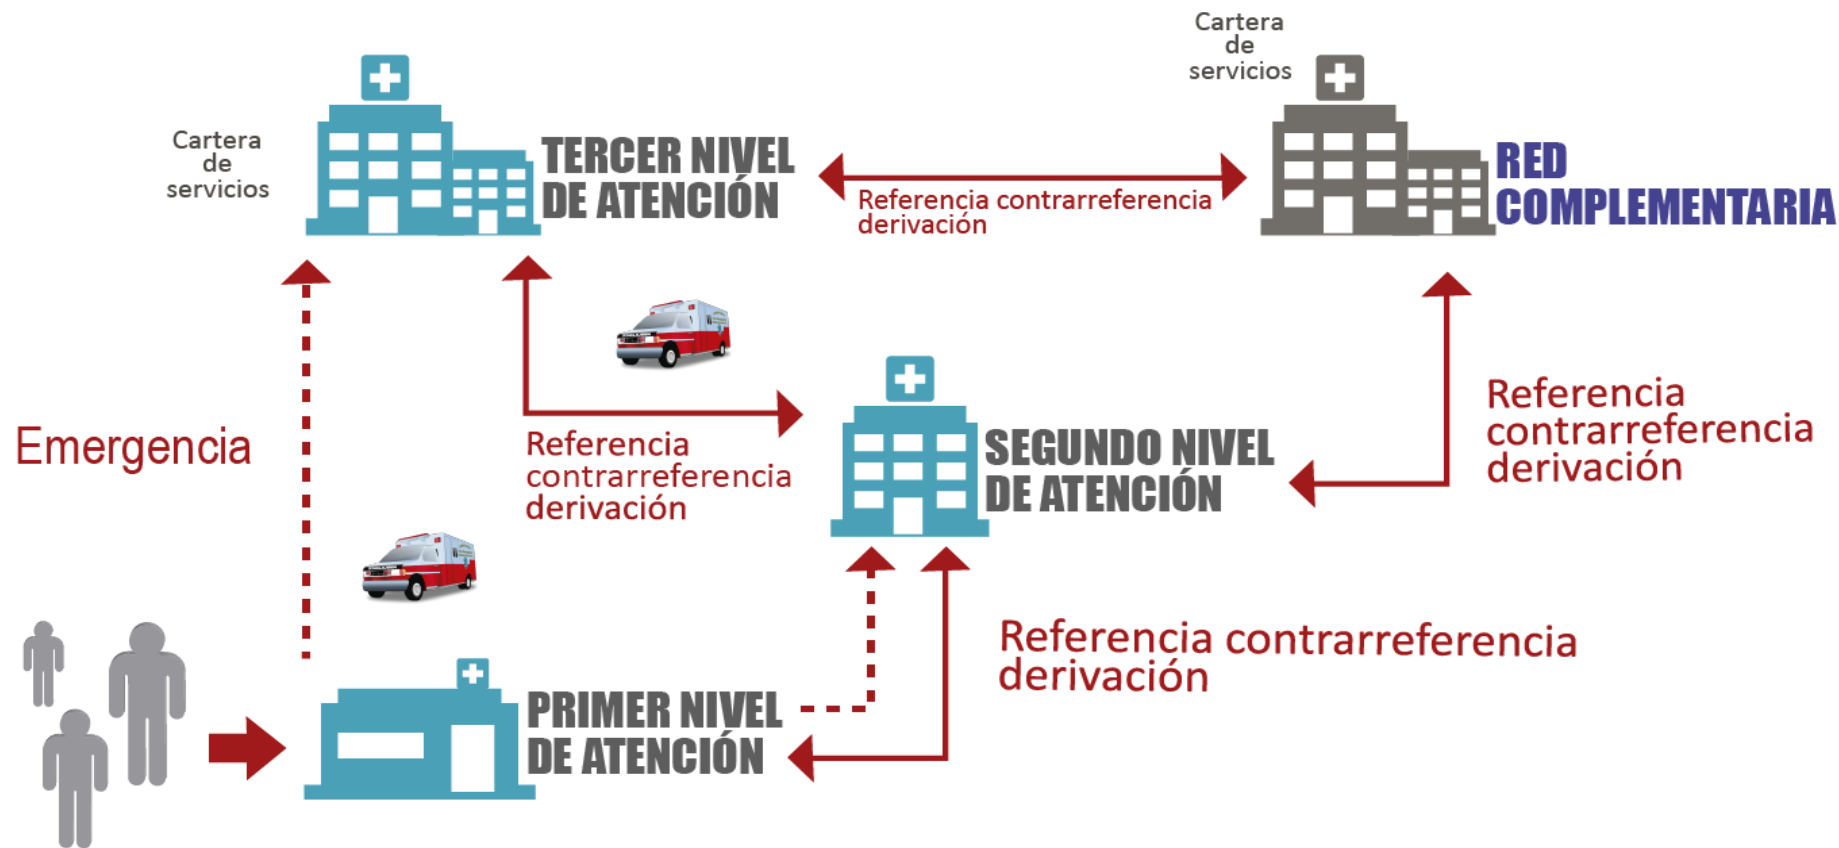 Cartera
de
servicios
Cartera
de
servicios
TERCER NIVEL
DE ATENCIÓN
RED
COMPLEMENTARIA
Referencia contrarreferencia
derivación
Emergencia
Referencia
contrarreferencia
derivación
SEGUNDO NIVEL
DE ATENCIÓN
Referencia
contrarreferencia
derivación
Referencia contrarreferencia
derivación
PRIMER NIVEL
DE ATENCIÓN